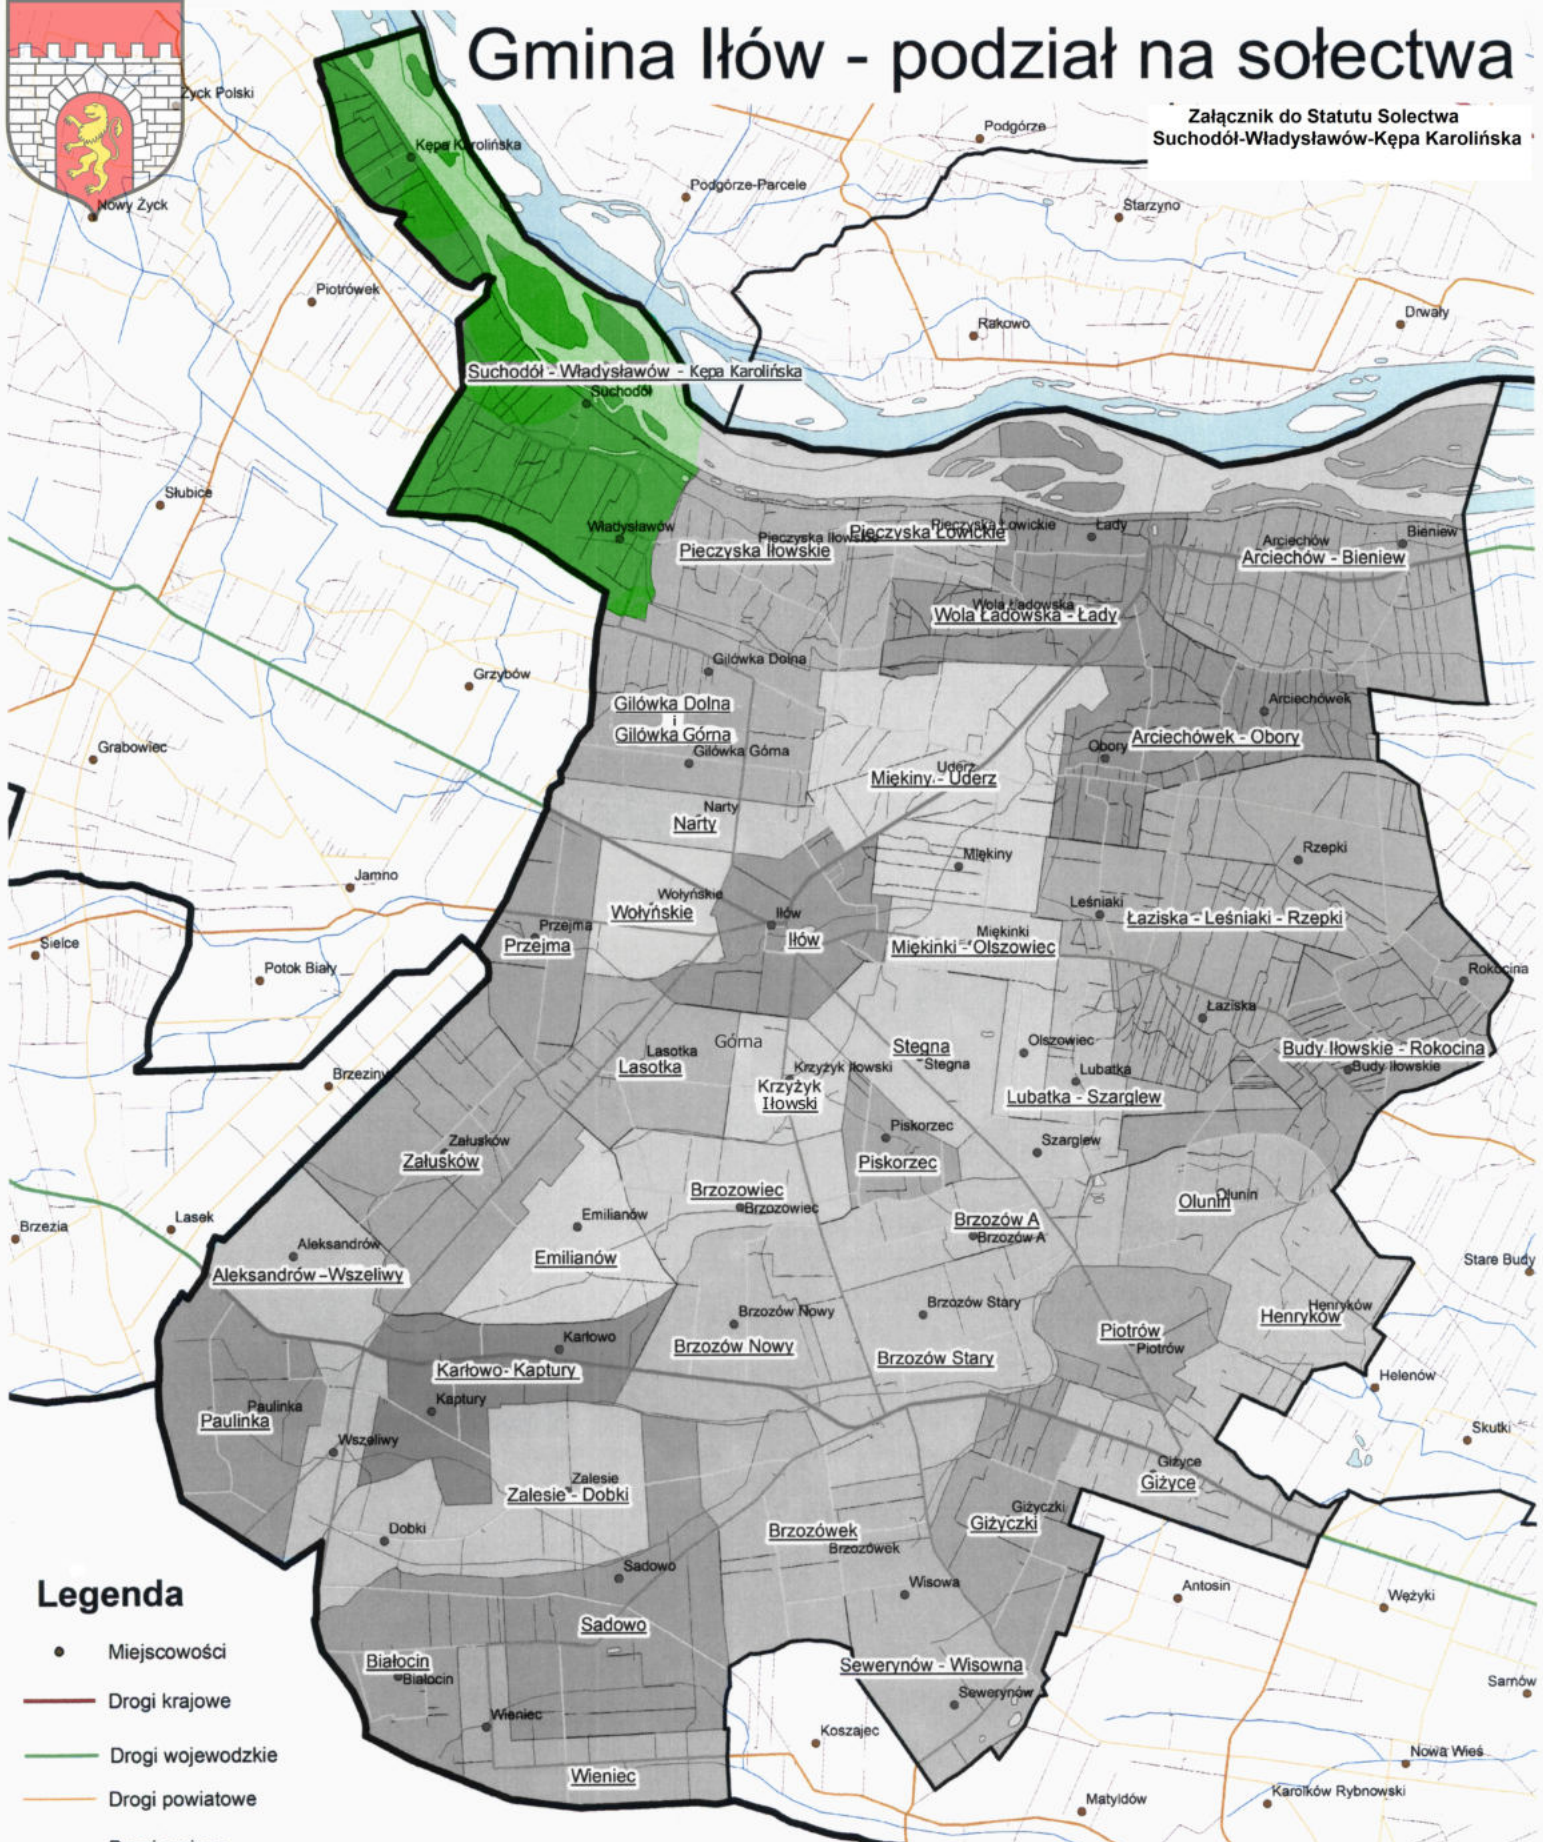 Gmina Iłów - podział na sołectwa
Załącznik do Statutu Solectwa
Suchodół-Władysławów-Kępa Karolińska
Życk Polski
Nowy Życk
Kępa Karolińska
Podgórze
Podgórze-Parcele
Starzyno
Piotrówek
Rakowo
Drwały
Suchodół - Władysławów - Kępa Karolińska
Suchodół
Słubice
Władysławów
Pieczyska Iłowskie
Pieczyska Iłowskie
Pieczyska Łowickie
Pieczyska Łowickie
Łady
Arciechów
Bieniew
Arciechów - Bieniew
Wola Ładowska
Wola Ładowska - Łady
Gilówka Dolna
Grzybów
Gilówka Dolna
i
Gilówka Górna
Gilówka Górna
Arciechówek
Arciechówek - Obory
Obory
Grabowiec
Uderz
Miękiny - Uderz
Narty
Narty
Miękiny
Rzepki
Jamno
Wołyńskie
Wołyńskie
Leśniaki
Łaziska - Leśniaki - Rzepki
Przejma
Przejma
Iłów
Iłów
Miękinki
Miękinki - Olszowiec
Sielce
Potok Biały
Rokocina
Łaziska
Górna
Lasotka
Lasotka
Stegna
Stegna
Olszowiec
Budy Iłowskie - Rokocina
Budy Iłowskie
Krzyżyk Iłowski
Krzyżyk
Iłowski
Lubatka
Lubatka - Szarglew
Brzeziny
Załusków
Załusków
Piskorzec
Piskorzec
Szarglew
Brzozowiec
Brzozowiec
Olunin
Olunin
Lasek
Brzezia
Emilianów
Emilianów
Brzozów A
Brzozów A
Aleksandrów
Aleksandrów - Wszeliwy
Stare Budy
Brzozów Nowy
Brzozów Nowy
Brzozów Stary
Brzozów Stary
Henryków
Henryków
Piotrów
Piotrów
Karłowo
Karłowo- Kaptury
Kaptury
Helenów
Paulinka
Paulinka
Wszeliwy
Skutki
Zalesie
Zalesie - Dobki
Giżyce
Giżyce
Dobki
Giżyczki
Giżyczki
Brzozówek
Brzozówek
Sadowo
Sadowo
Wisowa
Antosin
Wężyki
Białocin
Białocin
Sewerynów - Wisowna
Sewerynów
Sarnów
Wieniec
Wieniec
Koszajec
Nowa Wieś
Matyldów
Karolków Rybnowski
Legenda
Miejscowości
Drogi krajowe
Drogi wojewodzkie
Drogi powiatowe